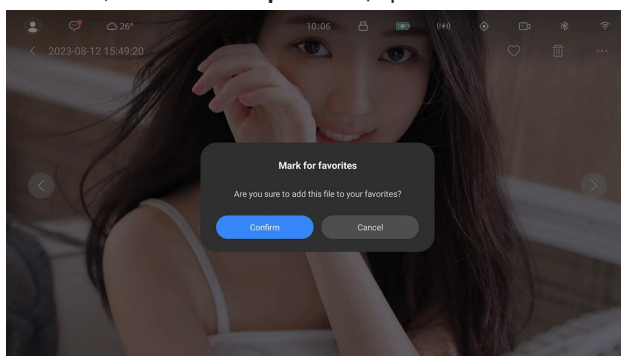 26°
10:06
2023-08-12 15:49:20
Mark for favorites
Are you sure to add this file to your favorites?
Confirm
Cancel